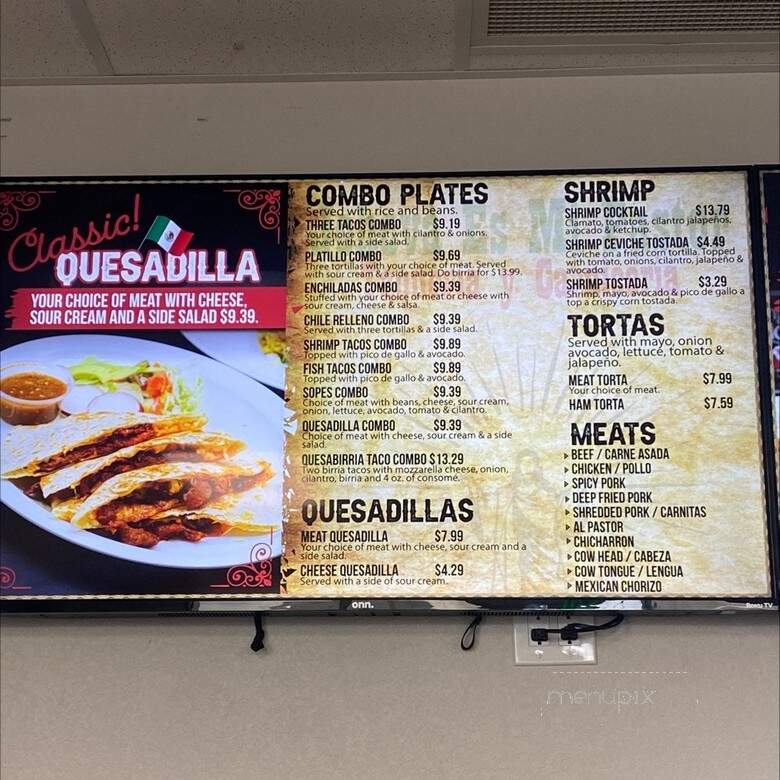 Classic!
QUESADILLA
YOUR CHOICE OF MEAT WITH CHEESE,
SOUR CREAM AND A SIDE SALAD $9.39.
COMBO PLATES
Served with rice and beans.
THREE TACOS COMBO $9.19
Your choice of meat with cilantro & onions.
Served with a side salad.
PLATILLO COMBO $9.69
Three tortillas with your choice of meat. Served
with sour cream & a side salad. Do birria for $13.99.
ENCHILADAS COMBO $9.39
Stuffed with your choice of meat or cheese with
sour cream, cheese & salsa.
CHILE RELLENO COMBO $9.39
Served with three tortillas & a side salad.
SHRIMP TACOS COMBO $9.89
Topped with pico de gallo & avocado.
FISH TACOS COMBO $9.89
Topped with pico de gallo & avocado.
SOPES COMBO $9.39
Choice of meat with beans, cheese, sour cream,
onion, lettuce, avocado, tomato & cilantro.
QUESADILLA COMBO $9.39
Choice of meat with cheese, sour cream & a side
salad.
QUESABIRRIA TACO COMBO $13.29
Two birria tacos with mozzarella cheese, onion,
cilantro, birria and 4 oz. of consome.
QUESADILLAS
MEAT QUESADILLA $7.99
Your choice of meat with cheese, sour cream and a
side salad.
CHEESE QUESADILLA $4.29
Served with a side of sour cream.
SHRIMP
SHRIMP COCKTAIL $13.79
Clamato, tomatoes, cilantro jalapeños,
avocado & ketchup.
SHRIMP CEVICHE TOSTADA $4.49
Ceviche on a fried corn tortilla. Topped
with tomato, onions, cilantro, jalapeño &
avocado.
SHRIMP TOSTADA $3.29
Shrimp, mayo, avocado & pico de gallo a
top a crispy corn tostada.
TORTAS
Served with mayo, onion
avocado, lettuce, tomato &
jalapeño.
MEAT TORTA $7.99
Your choice of meat.
HAM TORTA $7.59
MEATS
BEEF / CARNE ASADA
CHICKEN / POLLO
SPICY PORK
DEEP FRIED PORK
SHREDDED PORK / CARNITAS
AL PASTOR
CHICHARRON
COW HEAD / CABEZA
COW TONGUE / LENGUA
MEXICAN CHORIZO
onn.
Roku TV
menupix